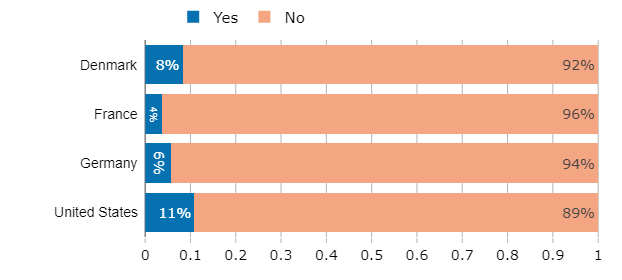 Yes No
Denmark 8% 92%
France 4% 96%
Germany 6% 94%
United States 11% 89%
0 0.1 0.2 0.3 0.4 0.5 0.6 0.7 0.8 0.9 1